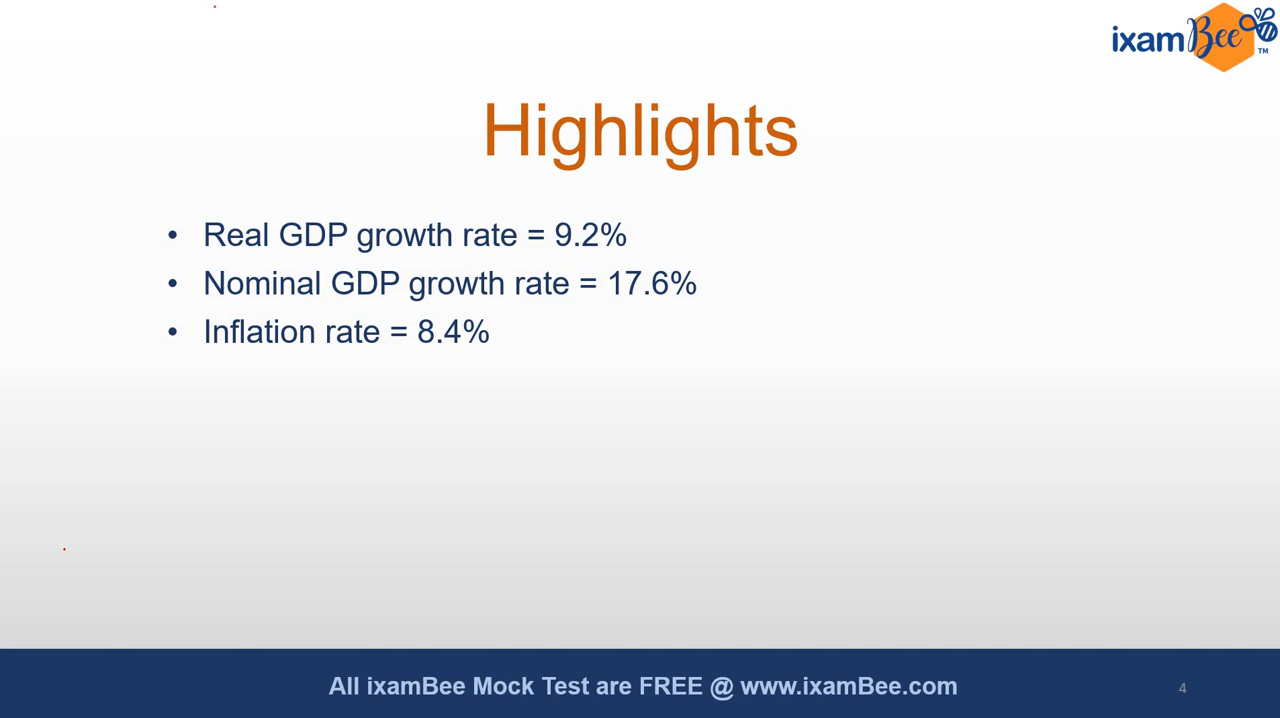 ixamBee TM
Highlights
• Real GDP growth rate = 9.2%
• Nominal GDP growth rate = 17.6%
• Inflation rate = 8.4%
All ixamBee Mock Test are FREE @ www.ixamBee.com
4